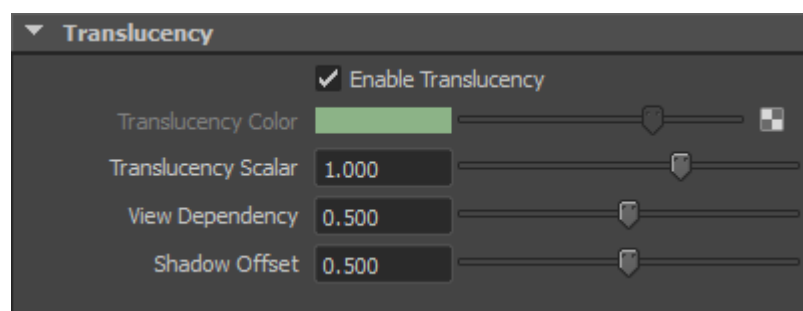 Translucency
Enable Translucency
Translucency Color
Translucency Scalar 1.000
View Dependency 0.500
Shadow Offset 0.500